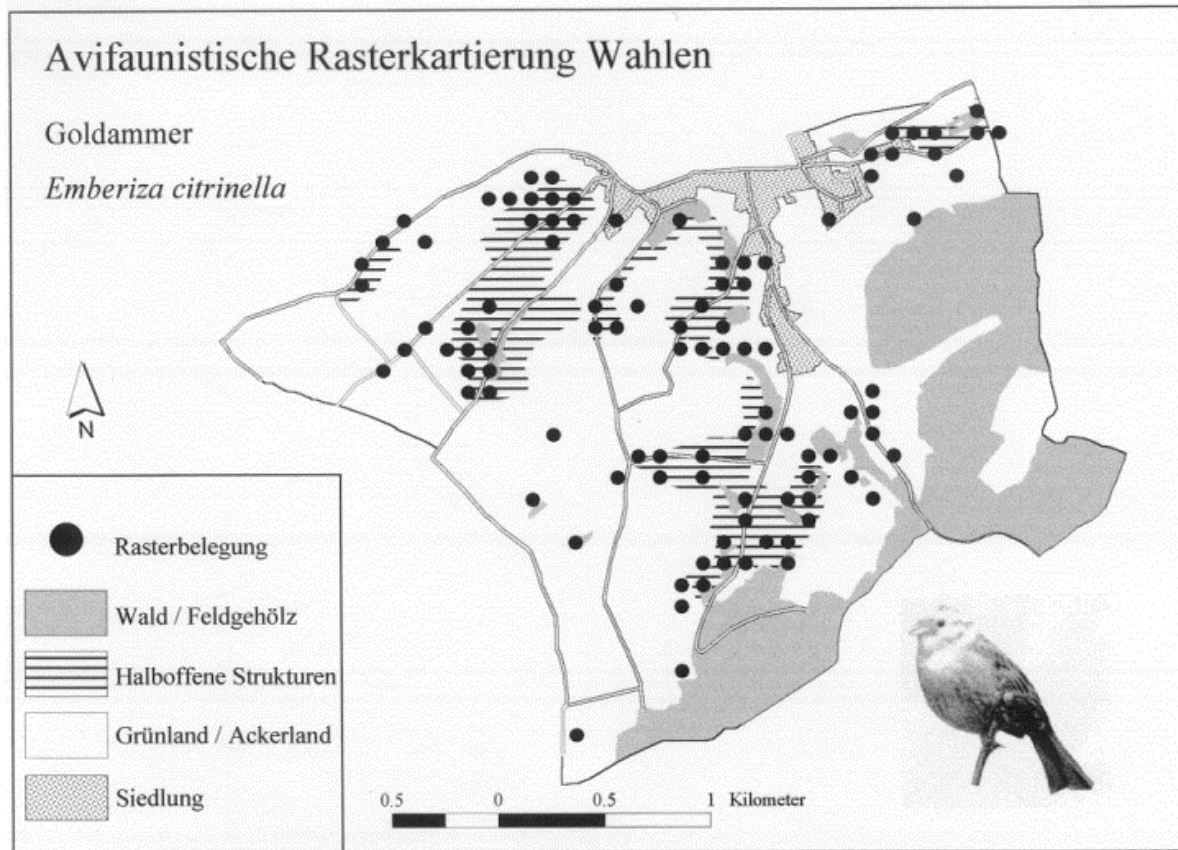 Avifaunistische Rasterkartierung Wahlen
Goldammer
Emberiza citrinella
N
Rasterbelegung
Wald / Feldgehölz
Halboffene Strukturen
Grünland / Ackerland
Siedlung
0.5 0 0.5 1 Kilometer